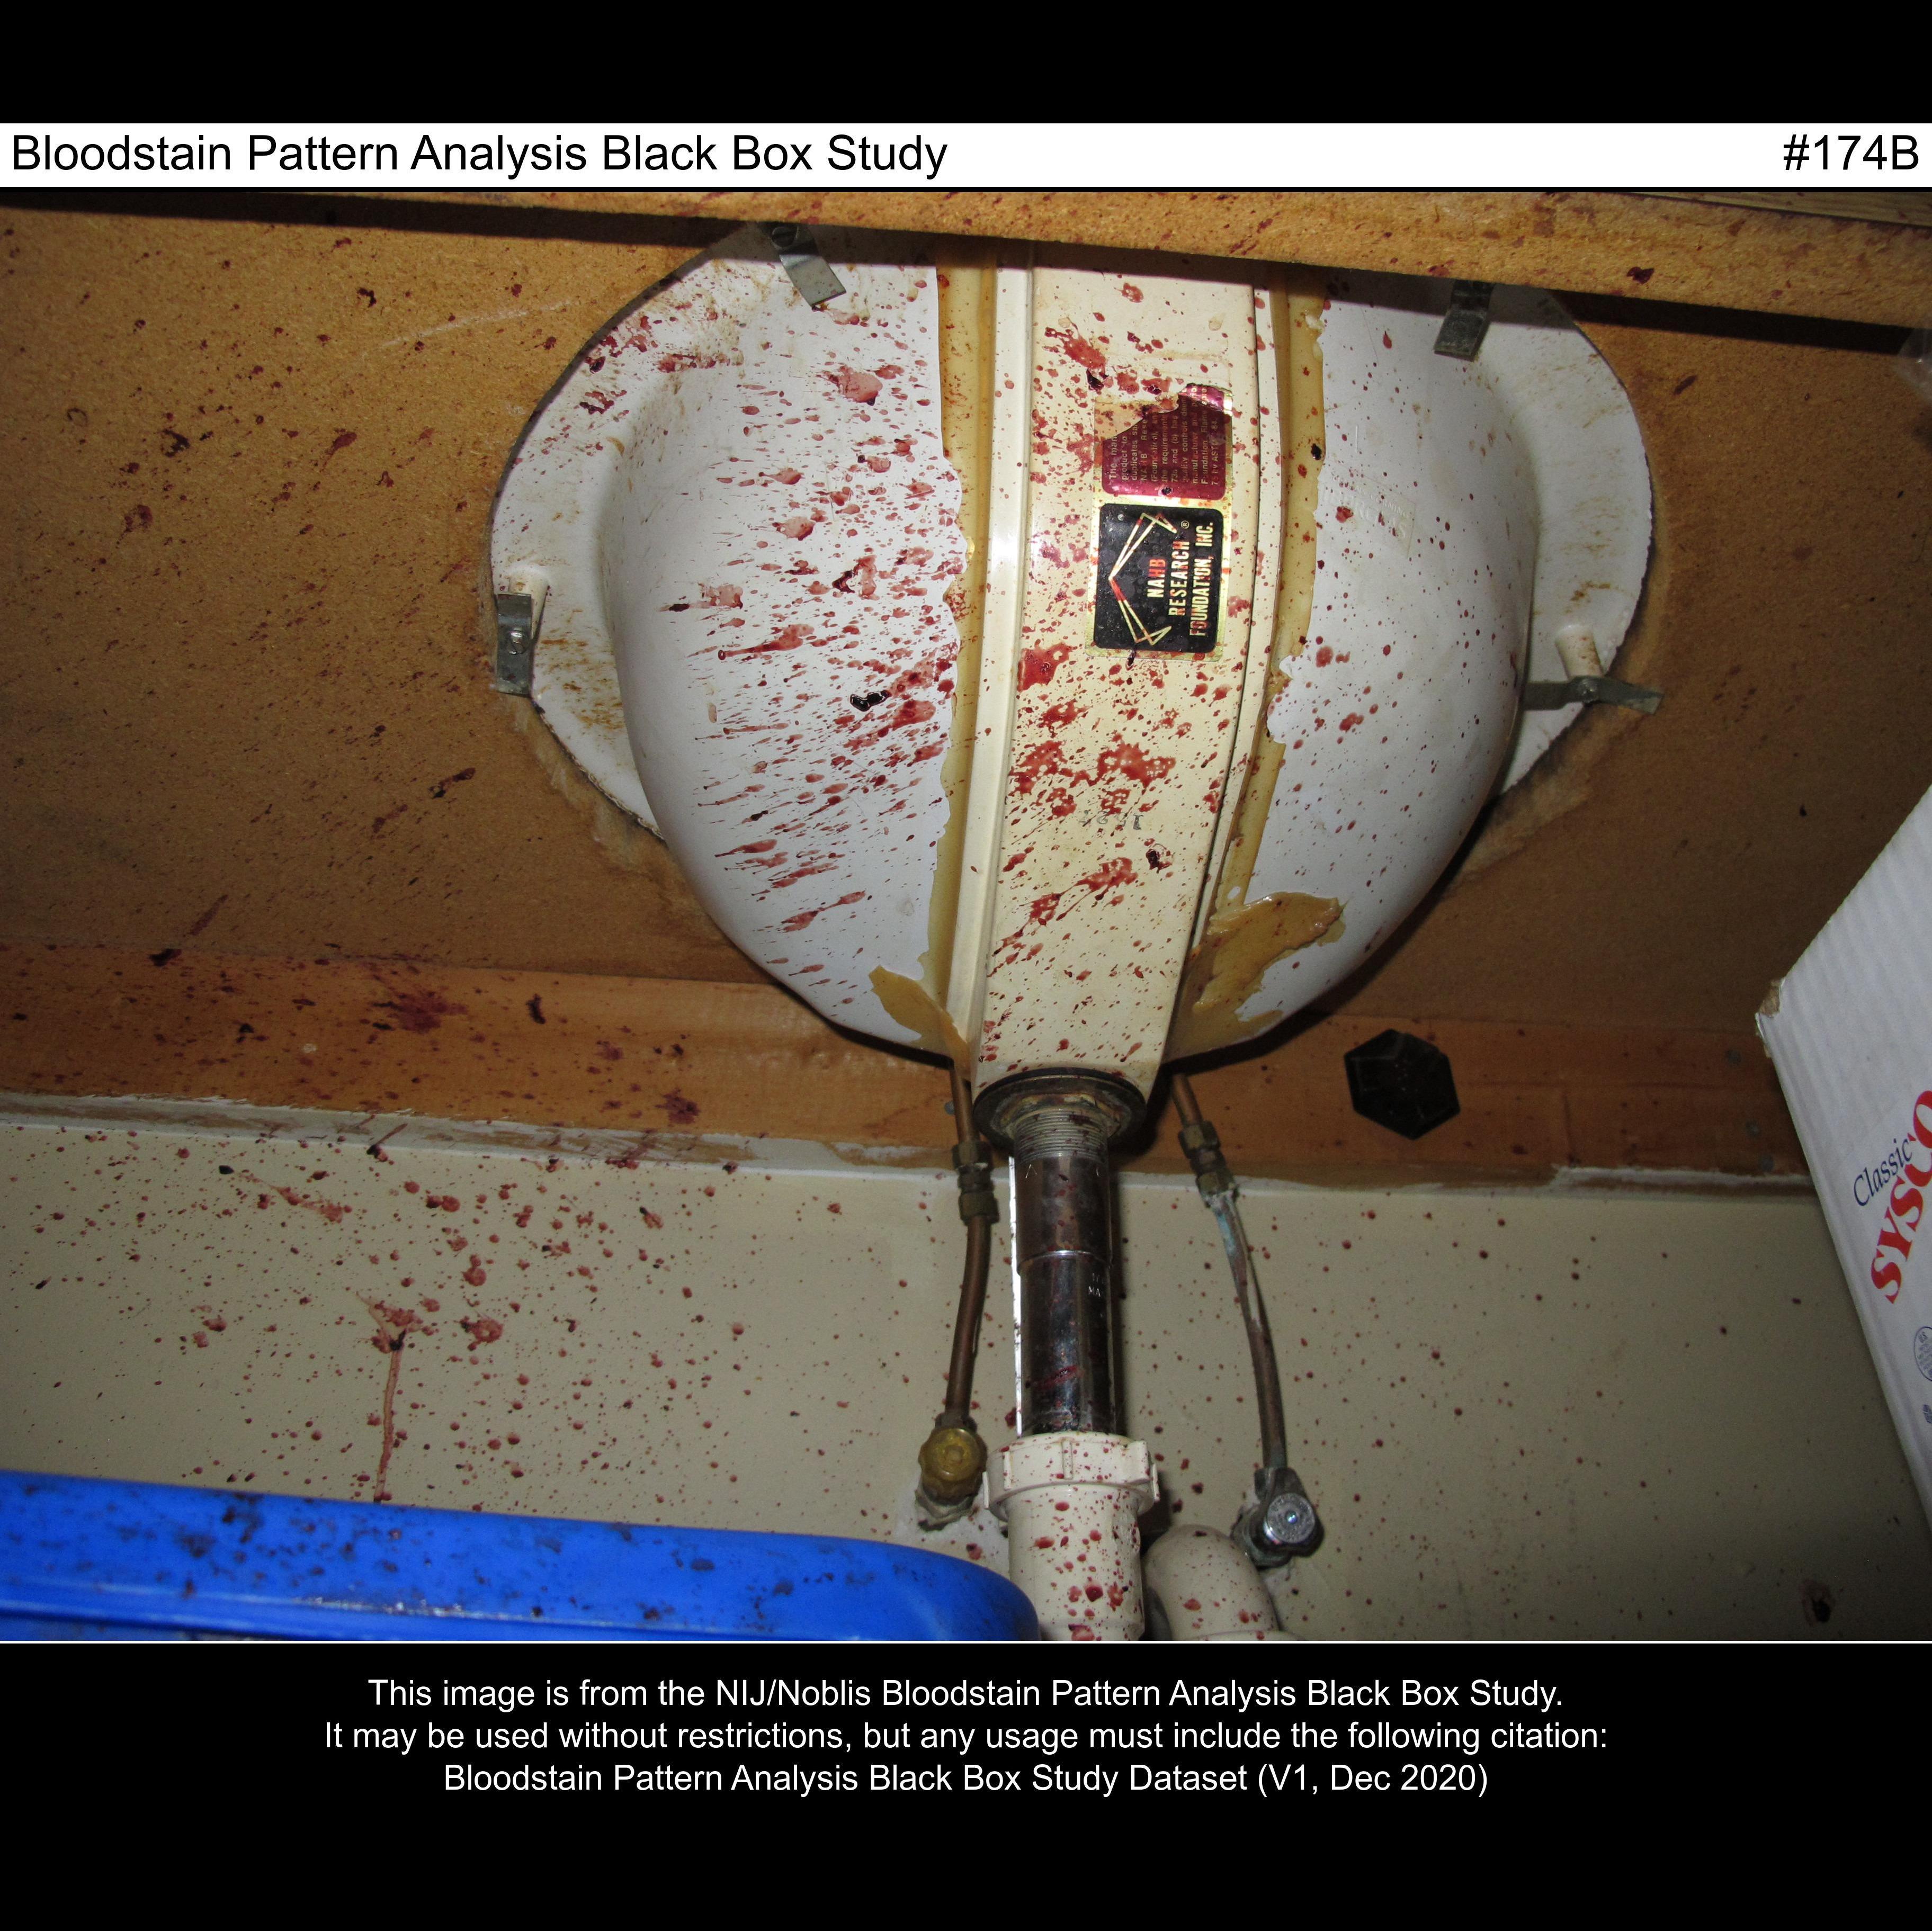 Bloodstain Pattern Analysis Black Box Study
#174B
NAHB
RESEARCH ®
FOUNDATION, INC.
Classic
SYSCO
This image is from the NIJ/Noblis Bloodstain Pattern Analysis Black Box Study.
It may be used without restrictions, but any usage must include the following citation:
Bloodstain Pattern Analysis Black Box Study Dataset (V1, Dec 2020)